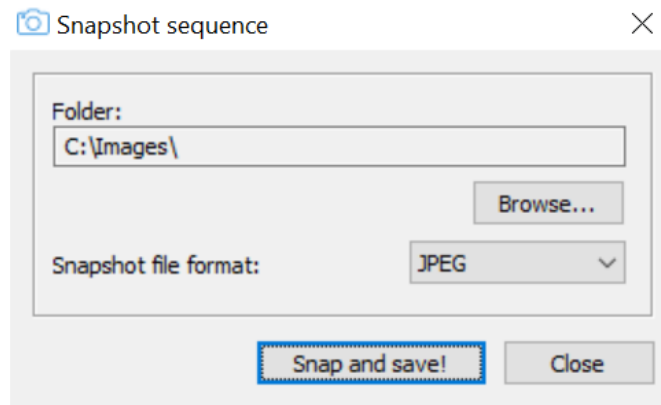 Snapshot sequence
Folder:
C:\Images\
Browse...
Snapshot file format: JPEG
Snap and save! Close